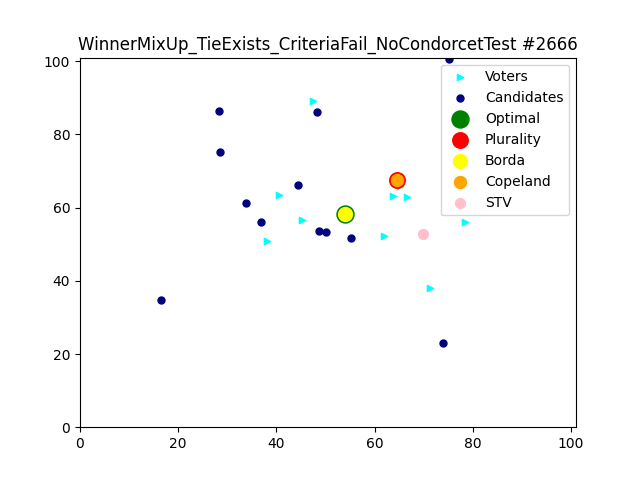 WinnerMixUp_TieExists_CriteriaFail_NoCondorcetTest #2666
100
80
60
40
20
0
0 20 40 60 80 100
Voters
Candidates
Optimal
Plurality
Borda
Copeland
STV